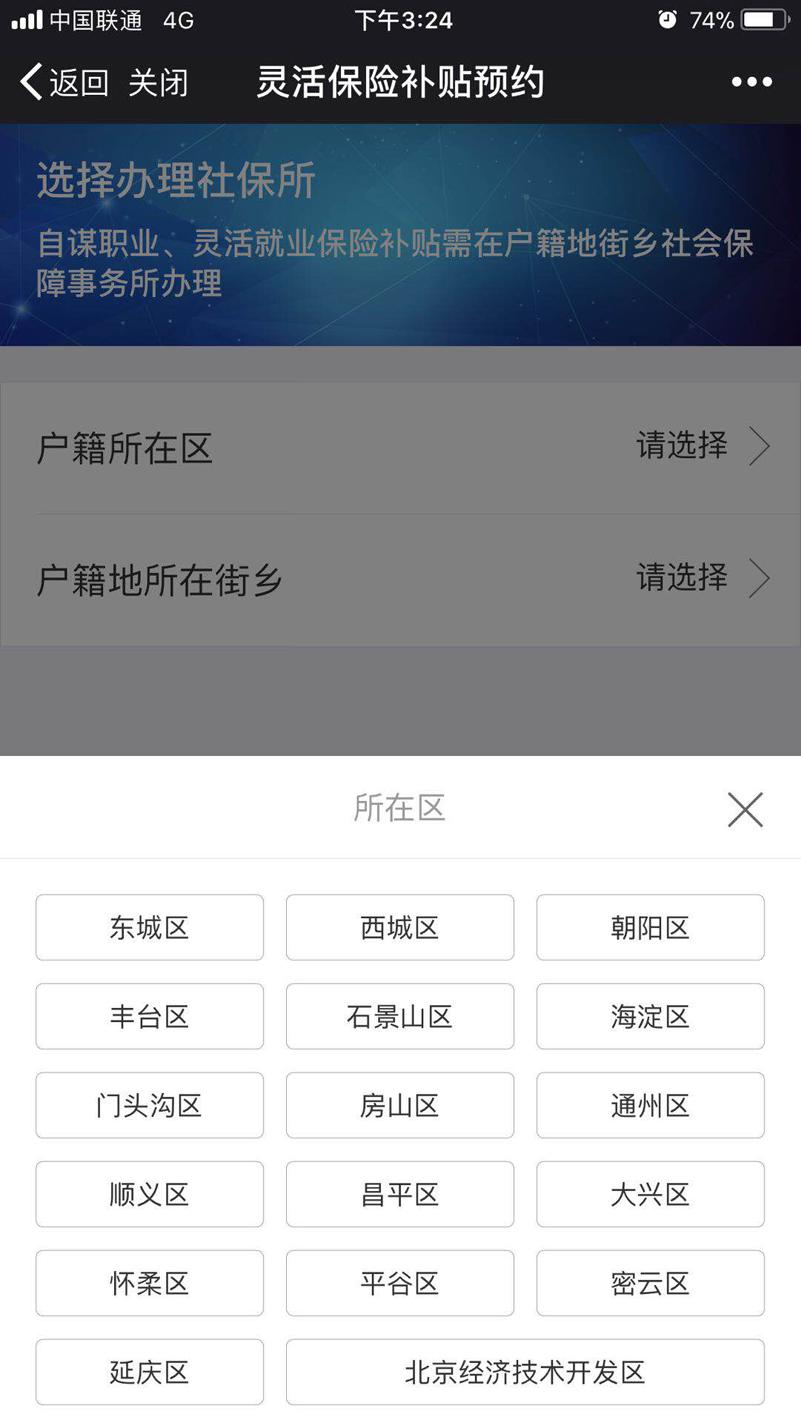 中国联通 4G 下午3:24 74%
返回 关闭 灵活保险补贴预约
选择办理社保所
自谋职业、灵活就业保险补贴需在户籍地街乡社会保
障事务所办理
户籍所在区 请选择
户籍地所在街乡 请选择
所在区
东城区 西城区 朝阳区
丰台区 石景山区 海淀区
门头沟区 房山区 通州区
顺义区 昌平区 大兴区
怀柔区 平谷区 密云区
延庆区 北京经济技术开发区